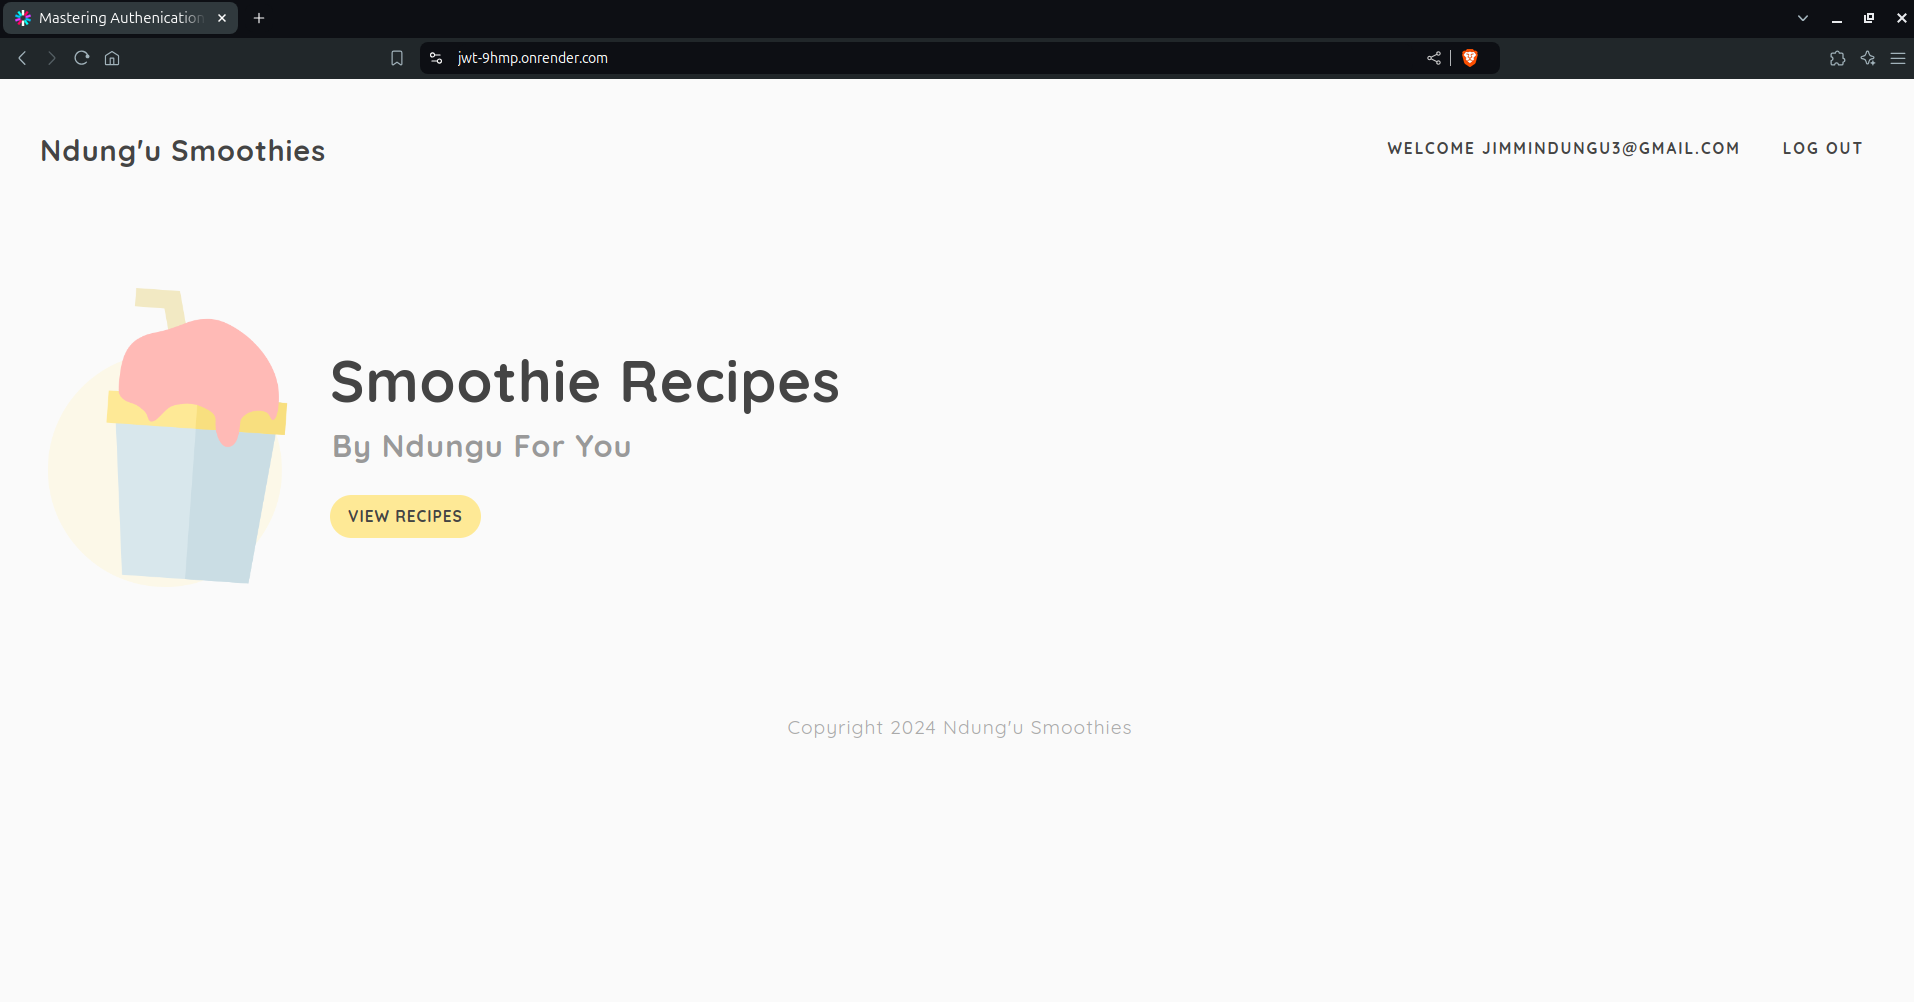 Mastering Authenication
jwt-9hmp.onrender.com
Ndung'u Smoothies
WELCOME JIMMINDUNGU3@GMAIL.COM
LOG OUT
Smoothie Recipes
By Ndungu For You
VIEW RECIPES
Copyright 2024 Ndung'u Smoothies